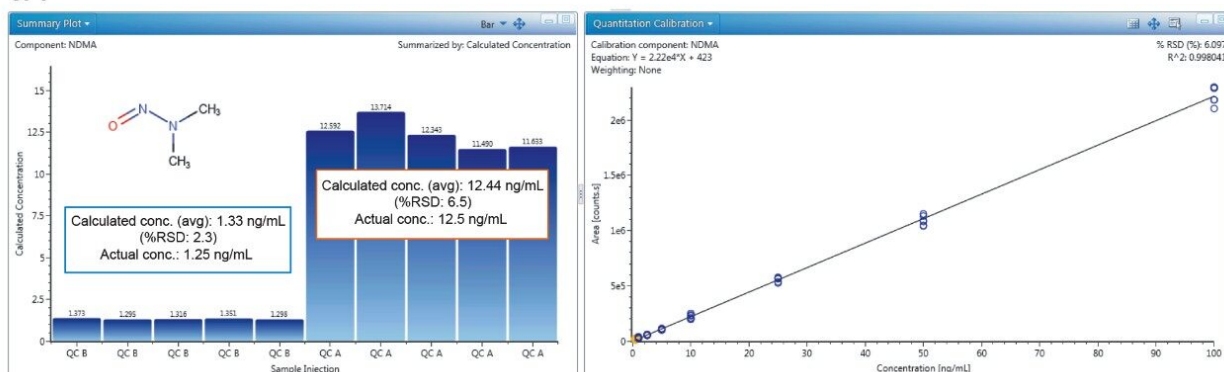 Summary Plot
Bar
Component: NDMA
Summarized by: Calculated Concentration
Calculated Concentration
15
12.5
10
7.5
5
2.5
0
O
N
N
CH3
CH3
Calculated conc. (avg): 1.33 ng/mL
(%RSD: 2.3)
Actual conc.: 1.25 ng/mL
Calculated conc. (avg): 12.44 ng/mL
(%RSD: 6.5)
Actual conc.: 12.5 ng/mL
1.373 1.295 1.316 1.351 1.298 12.592 13.714 12.343 11.490 11.633
QC B QC B QC B QC B QC B QC A QC A QC A QC A QC A
Sample Injection
Quantitation Calibration
Calibration component: NDMA
Equation: Y = 2.22e4*X + 423
Weighting: None
% RSD (%): 6.097
R^2: 0.998041
Area [counts.s]
2e6
1.5e6
1e6
5e5
0
0 10 20 30 40 50 60 70 80 90 100
Concentration [ng/mL]